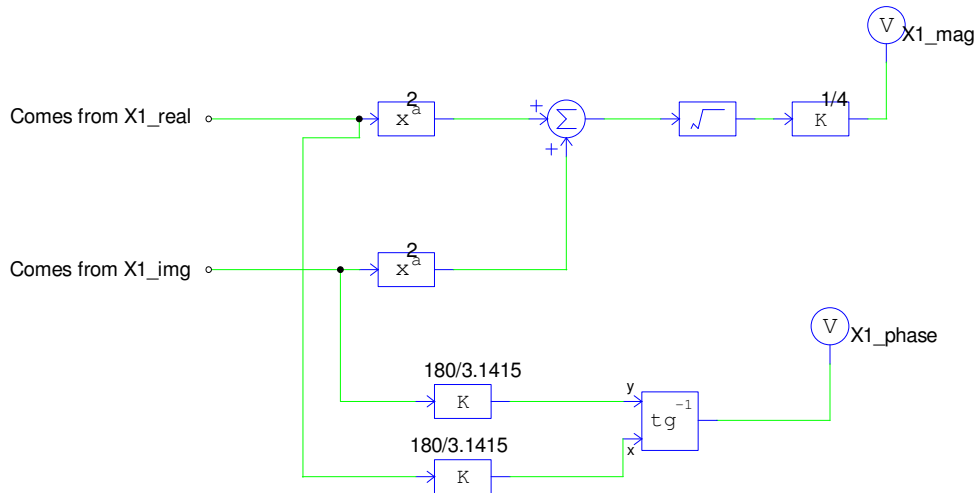 V
X1_mag
2
1/4
+
Comes from X1_real
x^a
Σ
√
K
+
2
Comes from X1_img
x^a
V
X1_phase
180/3.1415
y
K
tg^-1
180/3.1415
x
K